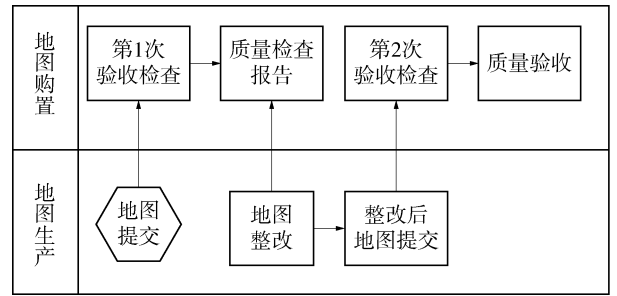 地图购置
第1次
验收检查
质量检查
报告
第2次
验收检查
质量验收
地图生产
地图
提交
地图
整改
整改后
地图提交